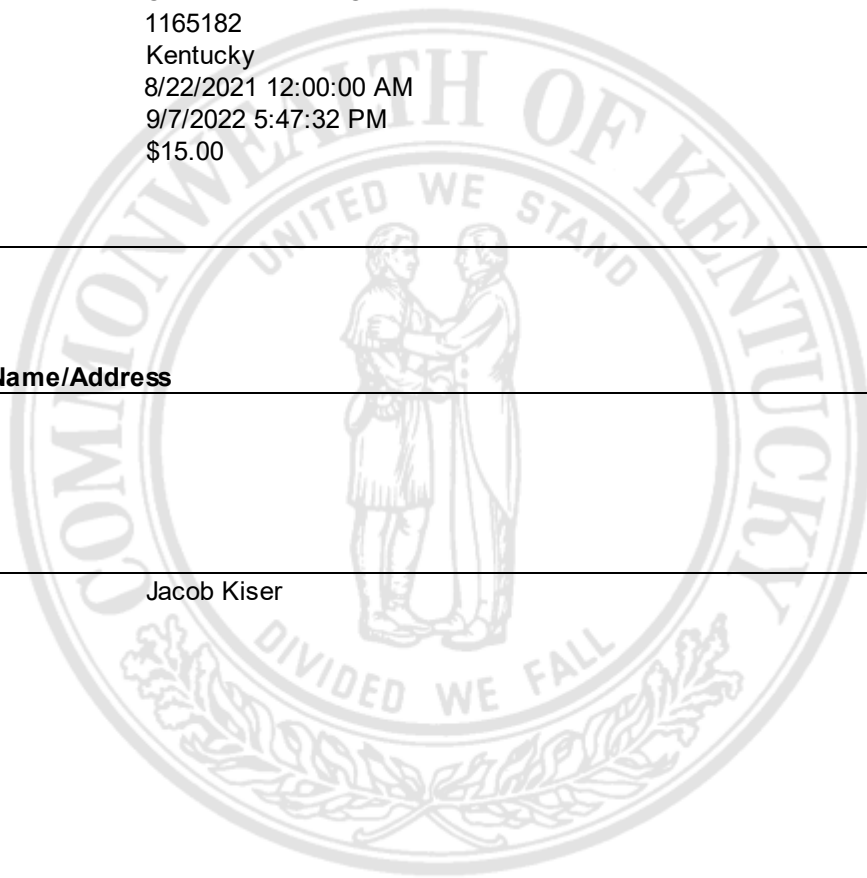 1165182
Kentucky
8/22/2021 12:00:00 AM
9/7/2022 5:47:32 PM
$15.00
Name/Address
Jacob Kiser
COMMONWEALTH OF KENTUCKY
UNITED WE STAND
DIVIDED WE FALL